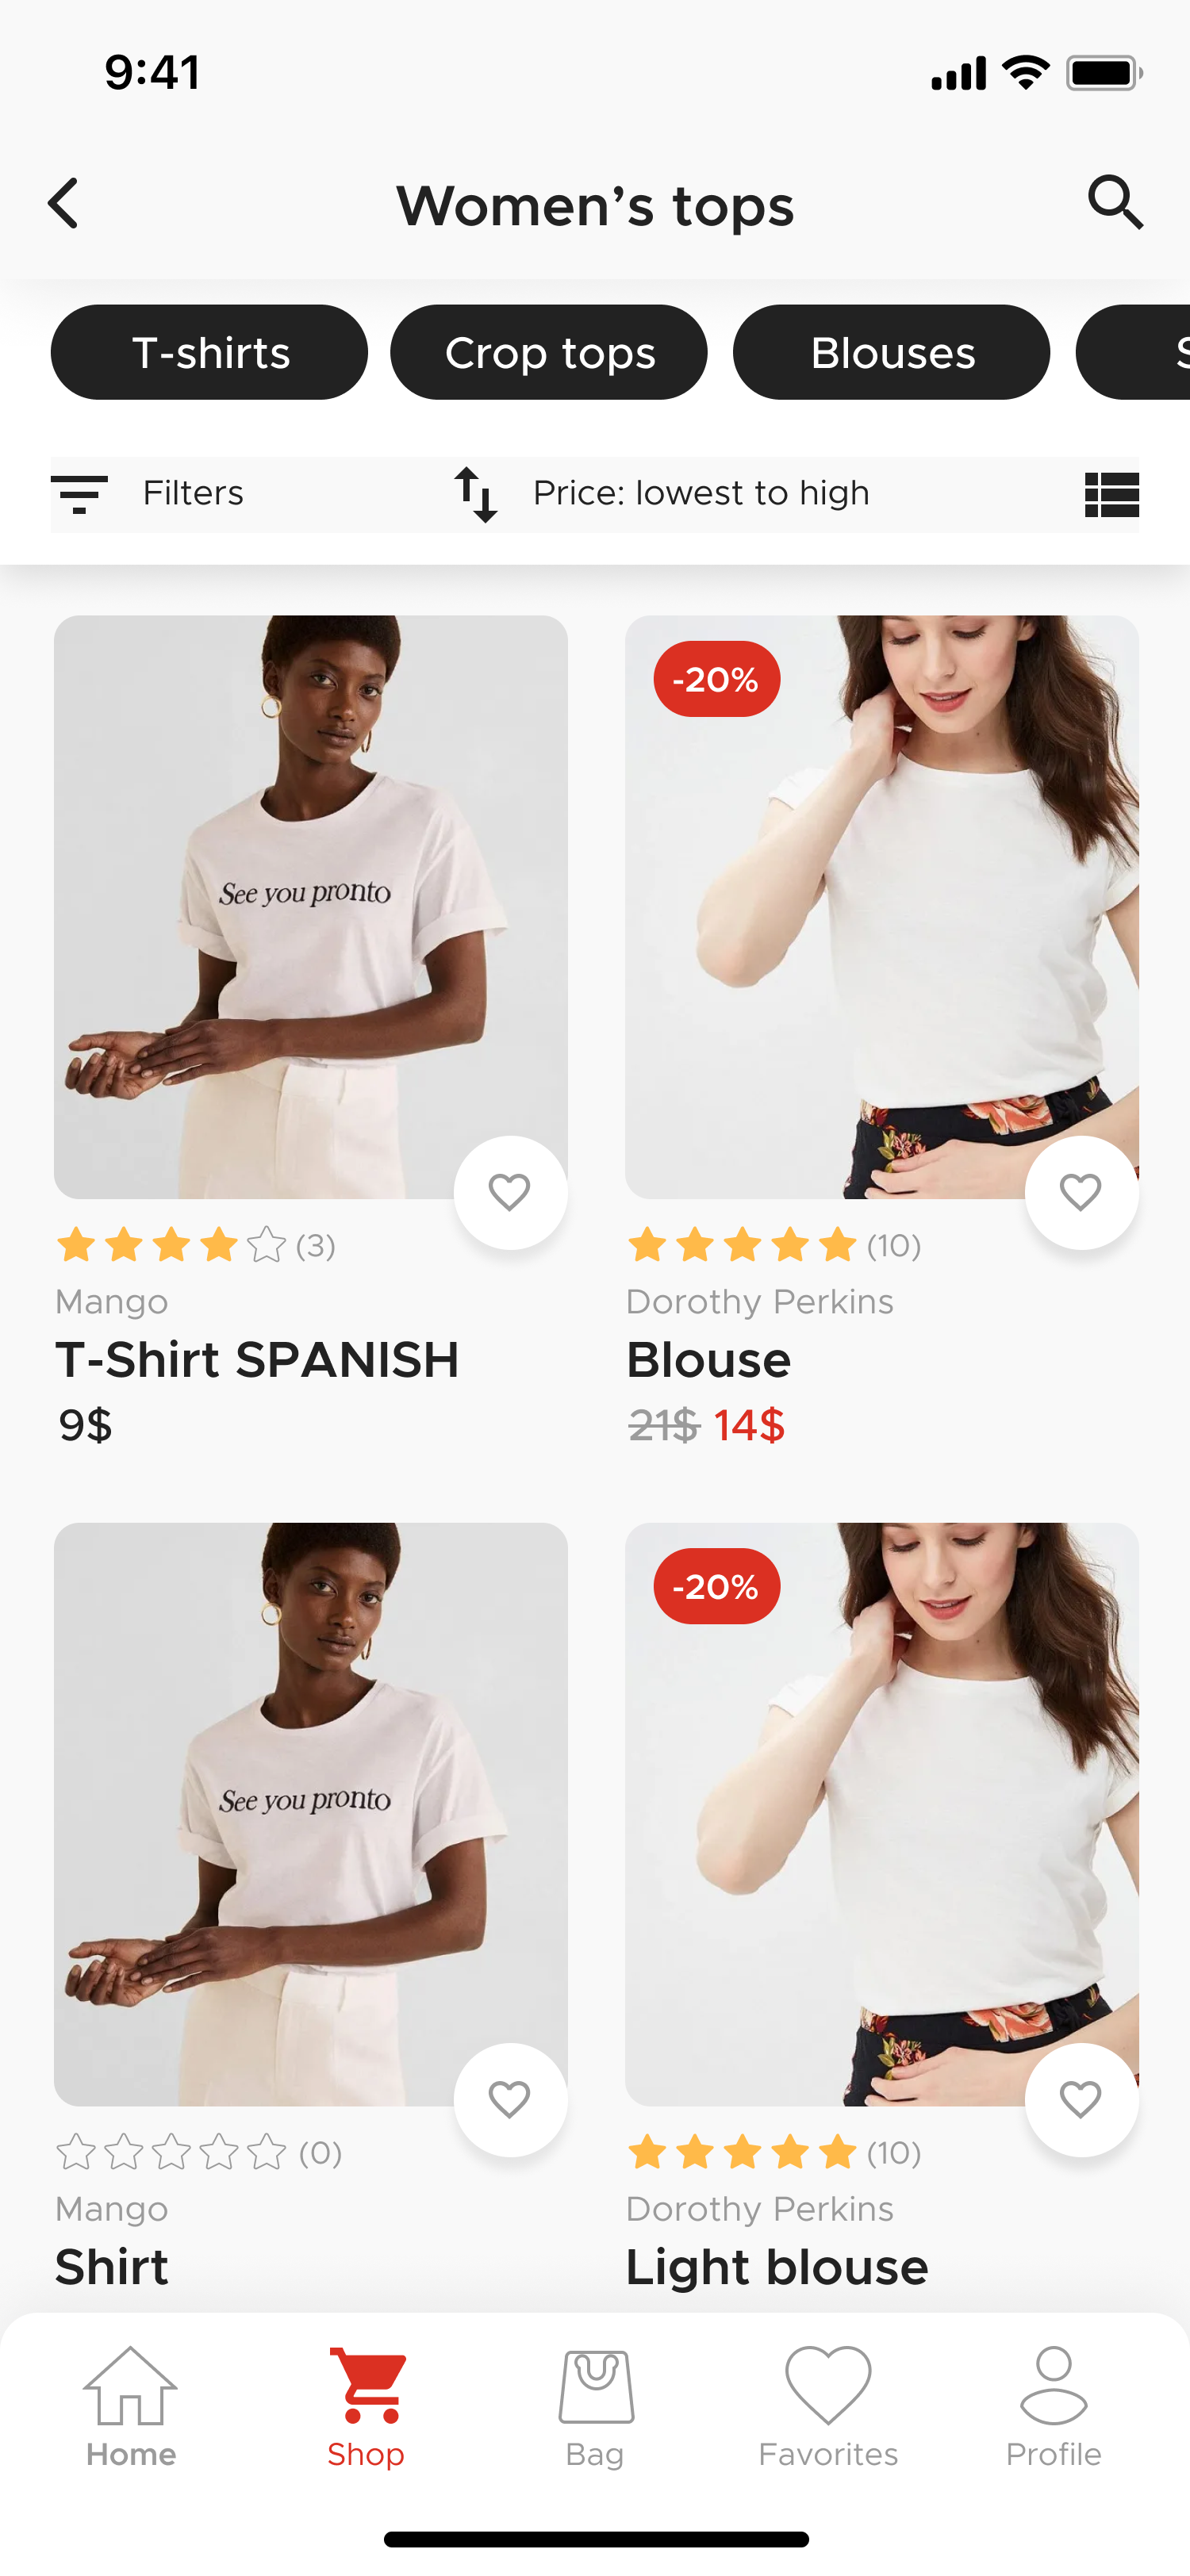 9:41
Women’s tops
T-shirts Crop tops Blouses S
Filters Price: lowest to high
-20%
See you pronto
(3) (10)
Mango Dorothy Perkins
T-Shirt SPANISH Blouse
9$ 21$ 14$
-20%
See you pronto
(0) (10)
Mango Dorothy Perkins
Shirt Light blouse
Home Shop Bag Favorites Profile